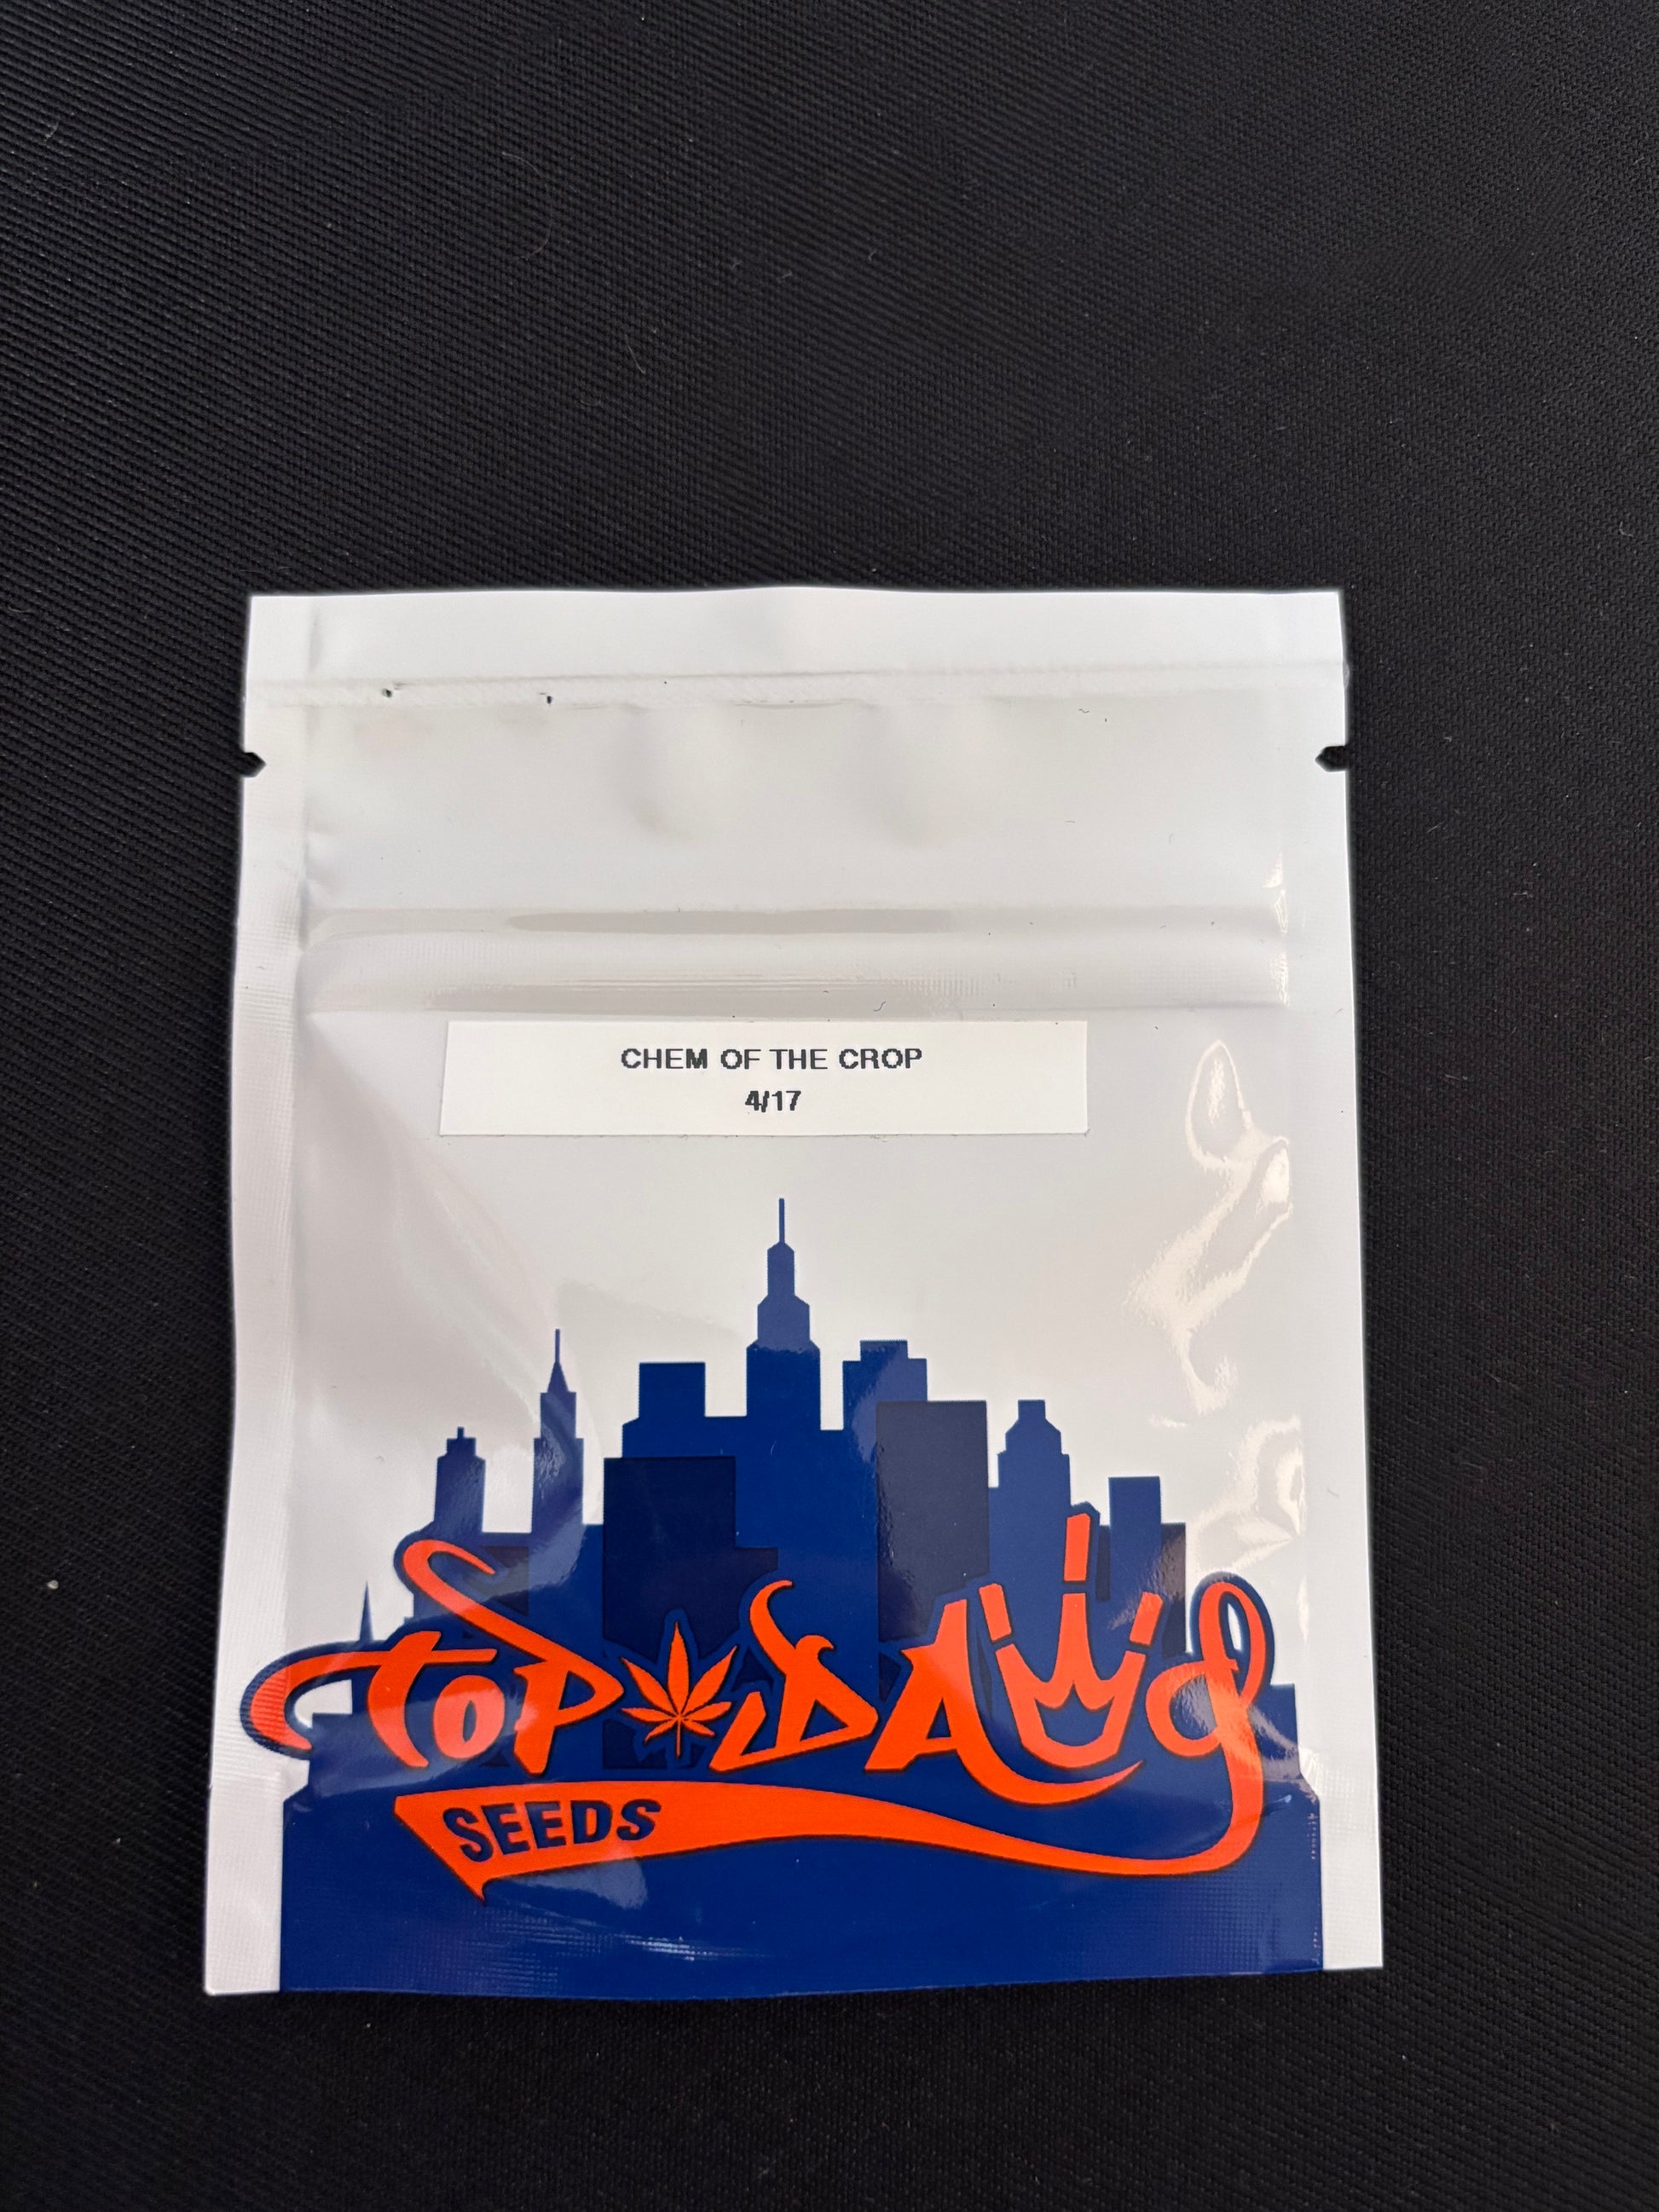 CHEM OF THE CROP
4/17
TOP DAWG
SEEDS